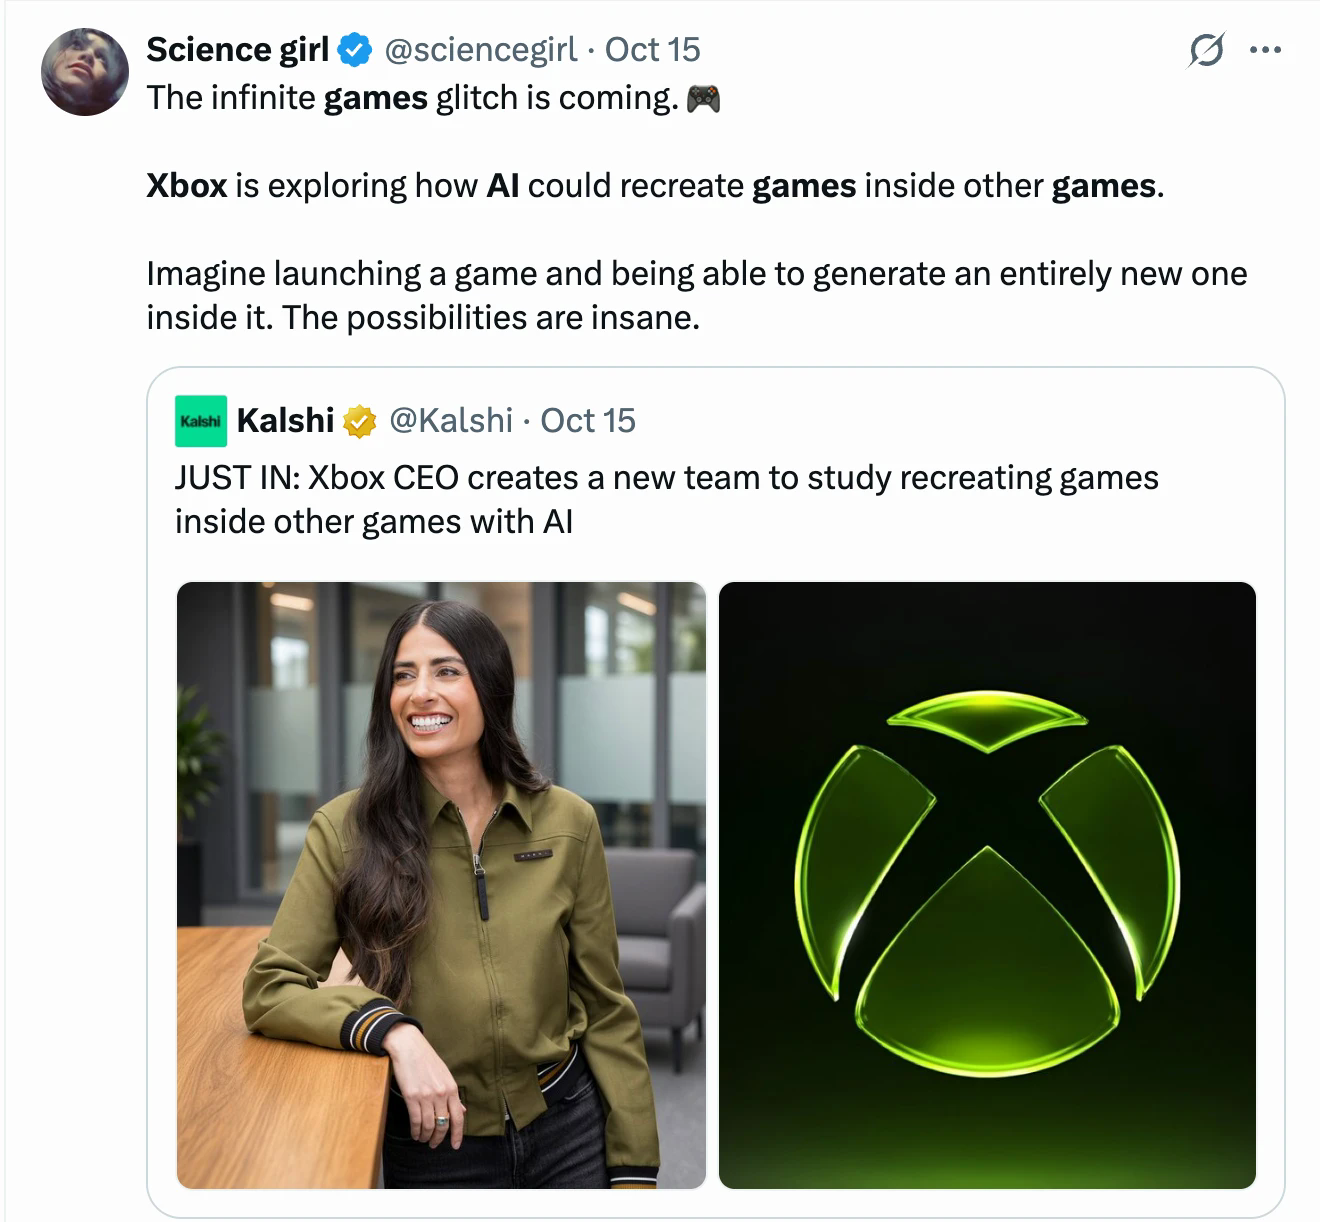 Science girl @sciencegirl · Oct 15
The infinite games glitch is coming. 🎮
Xbox is exploring how AI could recreate games inside other games.
Imagine launching a game and being able to generate an entirely new one
inside it. The possibilities are insane.
Kalshi
Kalshi @Kalshi · Oct 15
JUST IN: Xbox CEO creates a new team to study recreating games
inside other games with AI